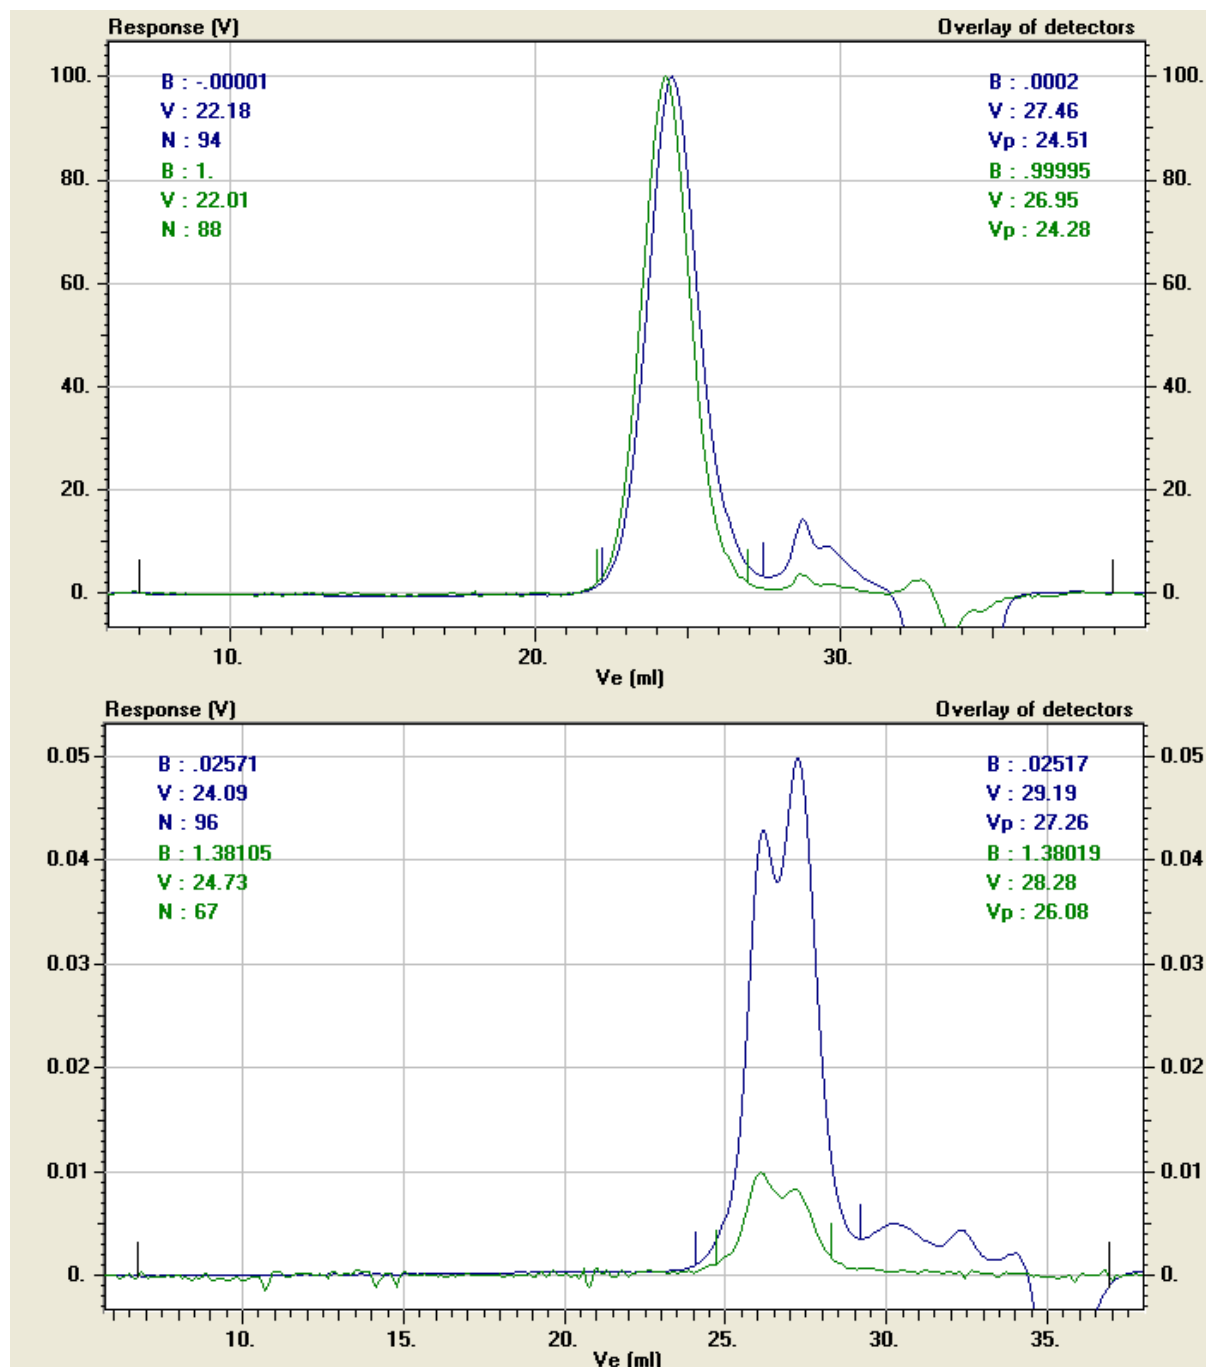 Response (V) Overlay of detectors
100. 100.
B : -.00001 B : .0002
V : 22.18 V : 27.46
N : 94 Vp : 24.51
80. 80.
B : 1. B : .99995
V : 22.01 V : 26.95
N : 88 Vp : 24.28
60. 60.
40. 40.
20. 20.
0. 0.
10. 20. 30.
Ve (ml)
Response (V) Overlay of detectors
0.05 0.05
B : .02571 B : .02517
V : 24.09 V : 29.19
N : 96 Vp : 27.26
0.04 0.04
B : 1.38105 B : 1.38019
V : 24.73 V : 28.28
N : 67 Vp : 26.08
0.03 0.03
0.02 0.02
0.01 0.01
0. 0.
10. 15. 20. 25. 30. 35.
Ve (ml)